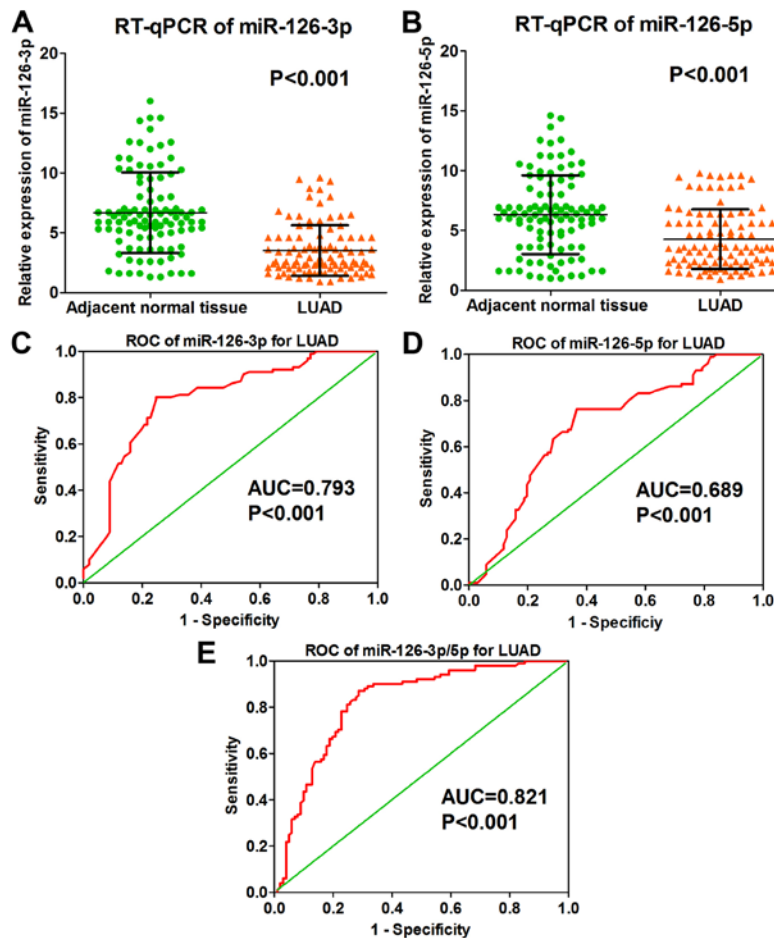 A
RT-qPCR of miR-126-3p
Relative expression of miR-126-3p
20
15
10
5
0
P<0.001
Adjacent normal tissue
LUAD
B
RT-qPCR of miR-126-5p
Relative expression of miR-126-5p
20
15
10
5
0
P<0.001
Adjacent normal tissue
LUAD
C
ROC of miR-126-3p for LUAD
Sensitivity
1.0
0.8
0.6
0.4
0.2
0.0
AUC=0.793
P<0.001
0.0 0.2 0.4 0.6 0.8 1.0
1 - Specificity
D
ROC of miR-126-5p for LUAD
Sensitivity
1.0
0.8
0.6
0.4
0.2
0.0
AUC=0.689
P<0.001
0.0 0.2 0.4 0.6 0.8 1.0
1 - Specificiy
E
ROC of miR-126-3p/5p for LUAD
Sensitivity
1.0
0.8
0.6
0.4
0.2
0.0
AUC=0.821
P<0.001
0.0 0.2 0.4 0.6 0.8 1.0
1 - Specificity